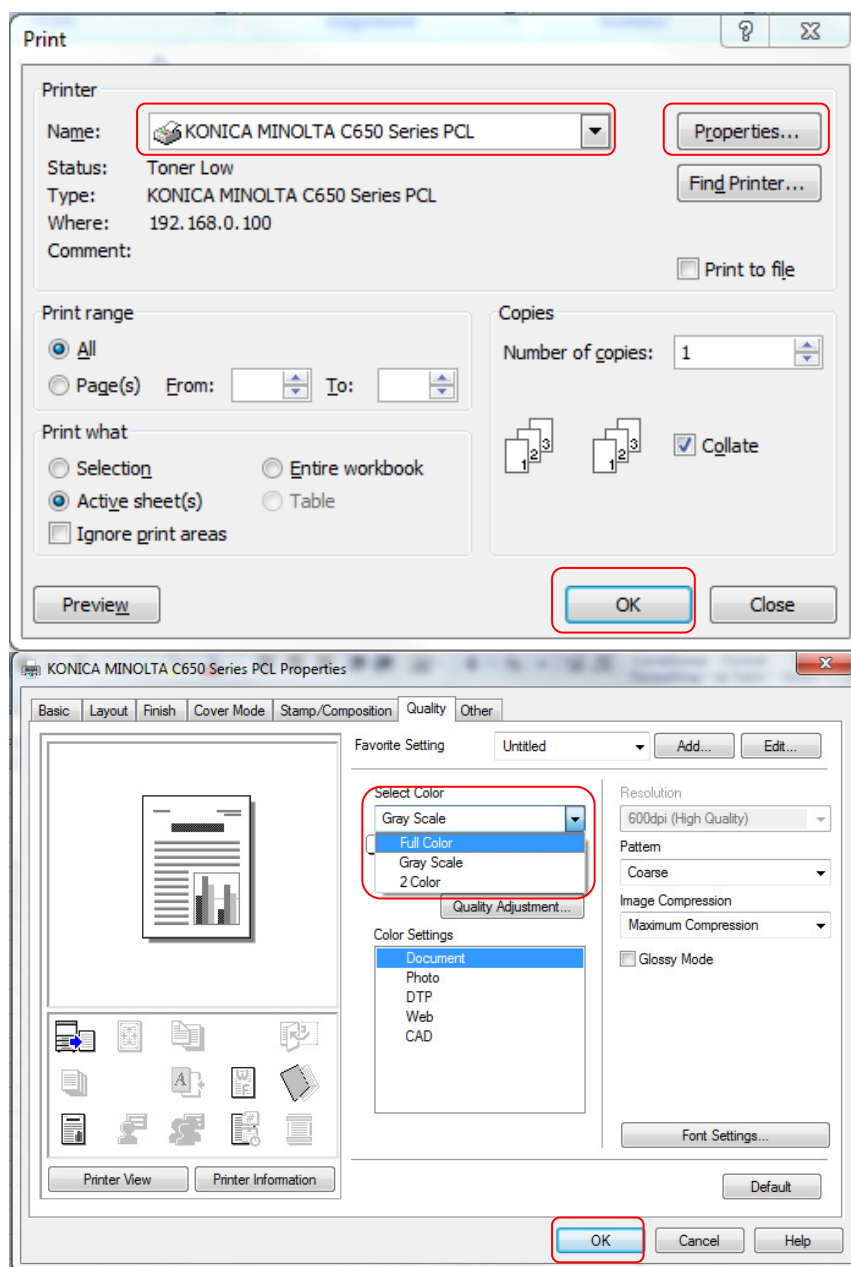 Print
Printer
Name: KONICA MINOLTA C650 Series PCL Properties...
Status: Toner Low
Type: KONICA MINOLTA C650 Series PCL Find Printer...
Where: 192.168.0.100
Comment:
Print to file
Print range
All
Page(s) From: To:
Copies
Number of copies: 1
1 2 3 1 2 3 Collate
Print what
Selection Entire workbook
Active sheet(s) Table
Ignore print areas
Preview OK Close
KONICA MINOLTA C650 Series PCL Properties
Basic Layout Finish Cover Mode Stamp/Composition Quality Other
Favorite Setting Untitled Add... Edit...
Select Color
Gray Scale
Full Color
Gray Scale
2 Color
Quality Adjustment...
Color Settings
Document
Photo
DTP
Web
CAD
Resolution
600dpi (High Quality)
Pattern
Coarse
Image Compression
Maximum Compression
Glossy Mode
Font Settings...
Printer View Printer Information
Default
OK Cancel Help